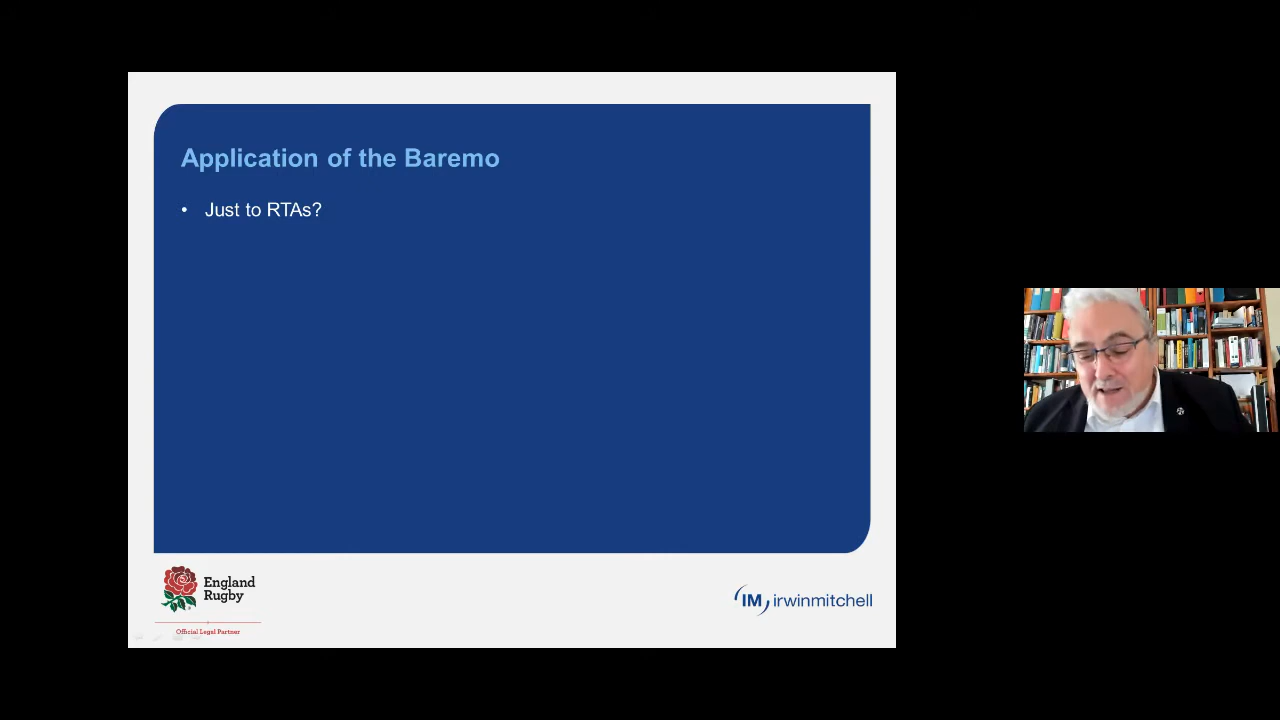 Application of the Baremo
• Just to RTAs?
England
Rugby
Official Legal Partner
IM irwinmitchell